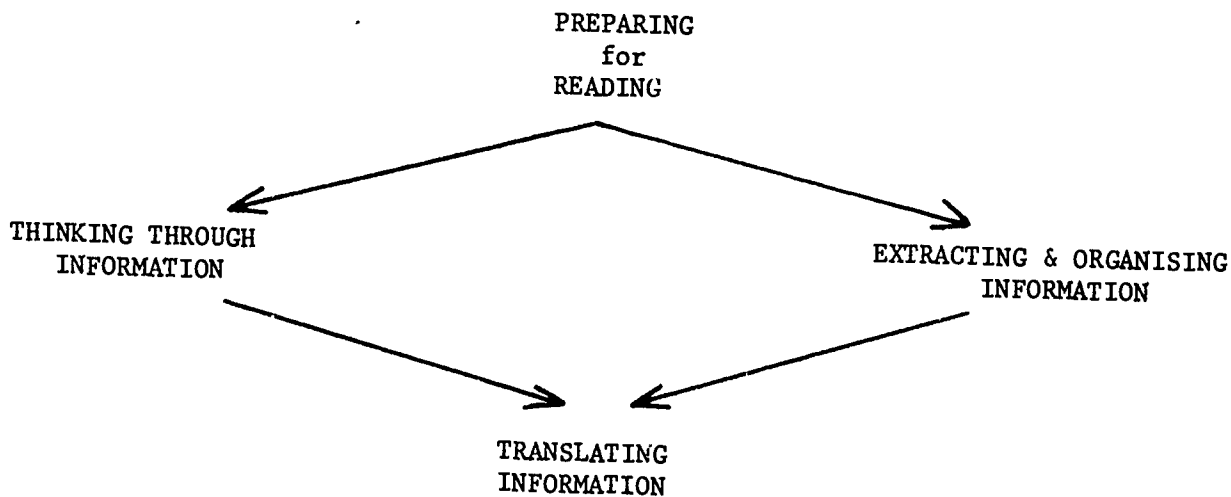 PREPARING
for
READING
THINKING THROUGH
INFORMATION
EXTRACTING & ORGANISING
INFORMATION
TRANSLATING
INFORMATION